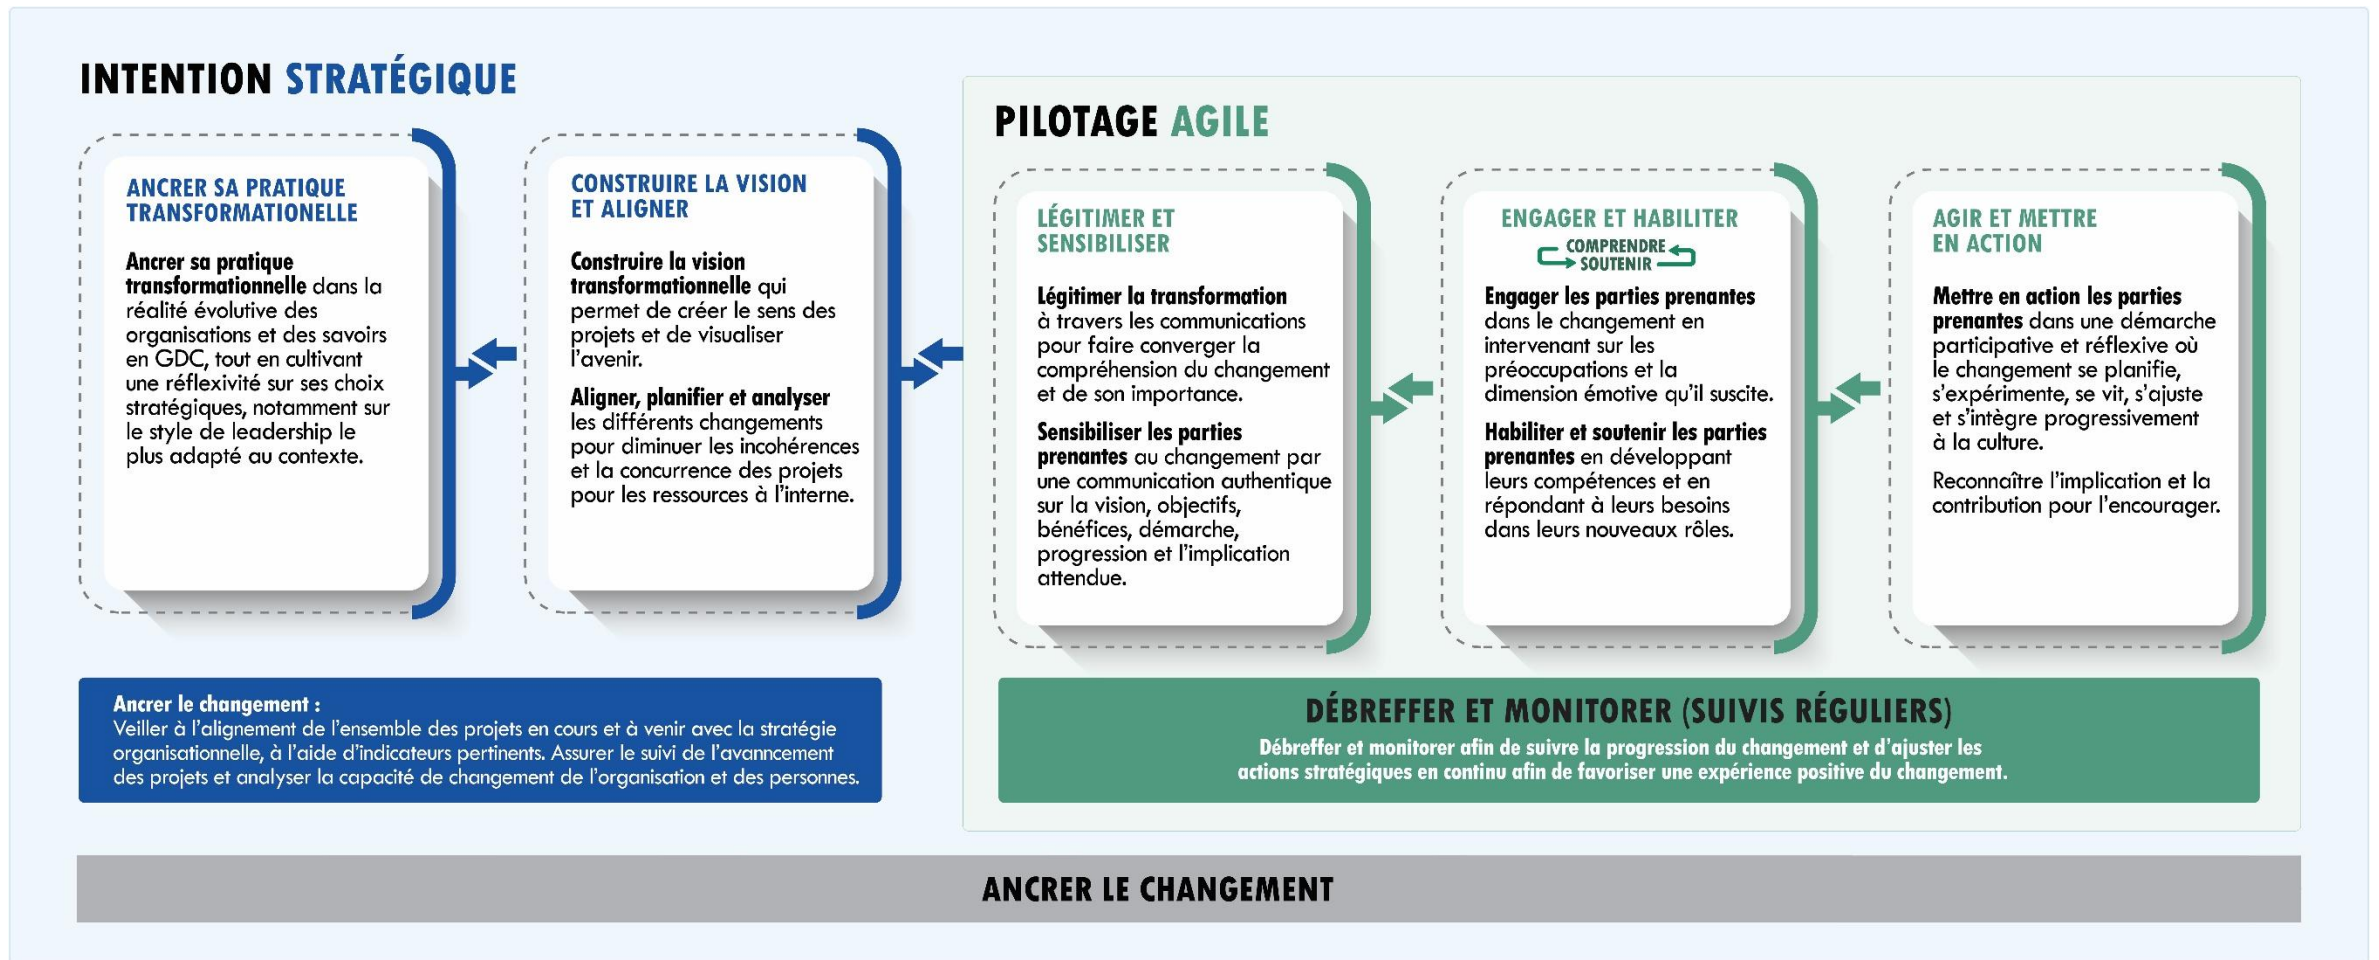 INTENTION STRATÉGIQUE
ANCRER SA PRATIQUE
TRANSFORMATIONELLE
Ancrer sa pratique
transformationnelle dans la
réalité évolutive des
organisations et des savoirs
en GDC, tout en cultivant
une réflexivité sur ses choix
stratégiques, notamment sur
le style de leadership le
plus adapté au contexte.
CONSTRUIRE LA VISION
ET ALIGNER
Construire la vision
transformationnelle qui
permet de créer le sens des
projets et de visualiser
l'avenir.
Aligner, planifier et analyser
les différents changements
pour diminuer les incohérences
et la concurrence des projets
pour les ressources à l'interne.
Ancrer le changement :
Veiller à l'alignement de l'ensemble des projets en cours et à venir avec la stratégie
organisationnelle, à l'aide d'indicateurs pertinents. Assurer le suivi de l'avanncement
des projets et analyser la capacité de changement de l'organisation et des personnes.
PILOTAGE AGILE
LÉGITIMER ET
SENSIBILISER
Légitimer la transformation
à travers les communications
pour faire converger la
compréhension du changement
et de son importance.
Sensibiliser les parties
prenantes au changement par
une communication authentique
sur la vision, objectifs,
bénéfices, démarche,
progression et l'implication
attendue.
ENGAGER ET HABILITER
COMPRENDRE
SOUTENIR
Engager les parties prenantes
dans le changement en
intervenant sur les
préoccupations et la
dimension émotive qu'il suscite.
Habiliter et soutenir les parties
prenantes en développant
leurs compétences et en
répondant à leurs besoins
dans leurs nouveaux rôles.
AGIR ET METTRE
EN ACTION
Mettre en action les parties
prenantes dans une démarche
participative et réflexive où
le changement se planifie,
s'expérimente, se vit, s'ajuste
et s'intègre progressivement
à la culture.
Reconnaître l'implication et la
contribution pour l'encourager.
DÉBREFFER ET MONITORER (SUIVIS RÉGULIERS)
Débreffer et monitorer afin de suivre la progression du changement et d'ajuster les
actions stratégiques en continu afin de favoriser une expérience positive du changement.
ANCRER LE CHANGEMENT